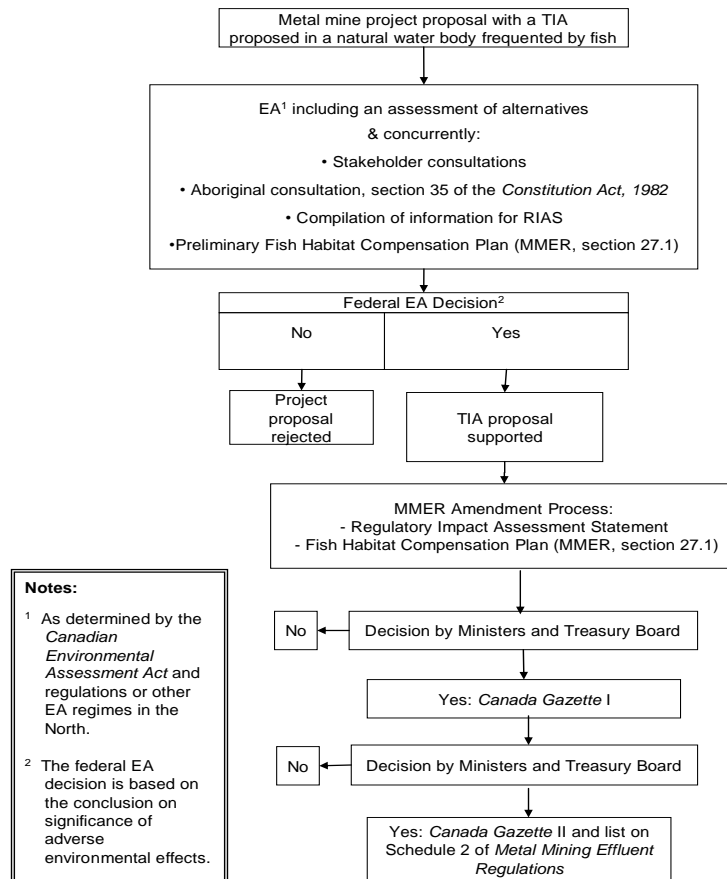 Metal mine project proposal with a TIA
proposed in a natural water body frequented by fish
EA¹ including an assessment of alternatives
& concurrently:
• Stakeholder consultations
• Aboriginal consultation, section 35 of the Constitution Act, 1982
• Compilation of information for RIAS
•Preliminary Fish Habitat Compensation Plan (MMER, section 27.1)
Federal EA Decision²
No
Yes
Project
proposal
rejected
TIA proposal
supported
MMER Amendment Process:
- Regulatory Impact Assessment Statement
- Fish Habitat Compensation Plan (MMER, section 27.1)
No
Decision by Ministers and Treasury Board
Yes: Canada Gazette I
No
Decision by Ministers and Treasury Board
Yes: Canada Gazette II and list on
Schedule 2 of Metal Mining Effluent
Regulations
Notes:
¹ As determined by the
Canadian
Environmental
Assessment Act and
regulations or other
EA regimes in the
North.
² The federal EA
decision is based on
the conclusion on
significance of
adverse
environmental effects.